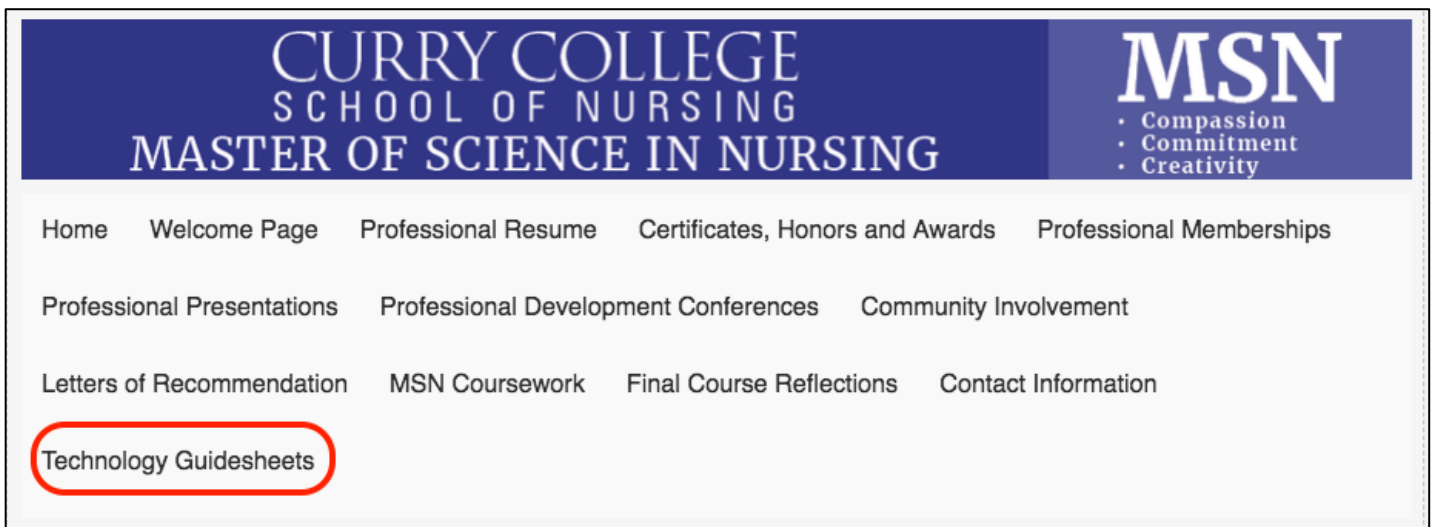 CURRY COLLEGE
SCHOOL OF NURSING
MASTER OF SCIENCE IN NURSING
MSN
• Compassion
• Commitment
• Creativity
Home Welcome Page Professional Resume Certificates, Honors and Awards Professional Memberships
Professional Presentations Professional Development Conferences Community Involvement
Letters of Recommendation MSN Coursework Final Course Reflections Contact Information
Technology Guidesheets